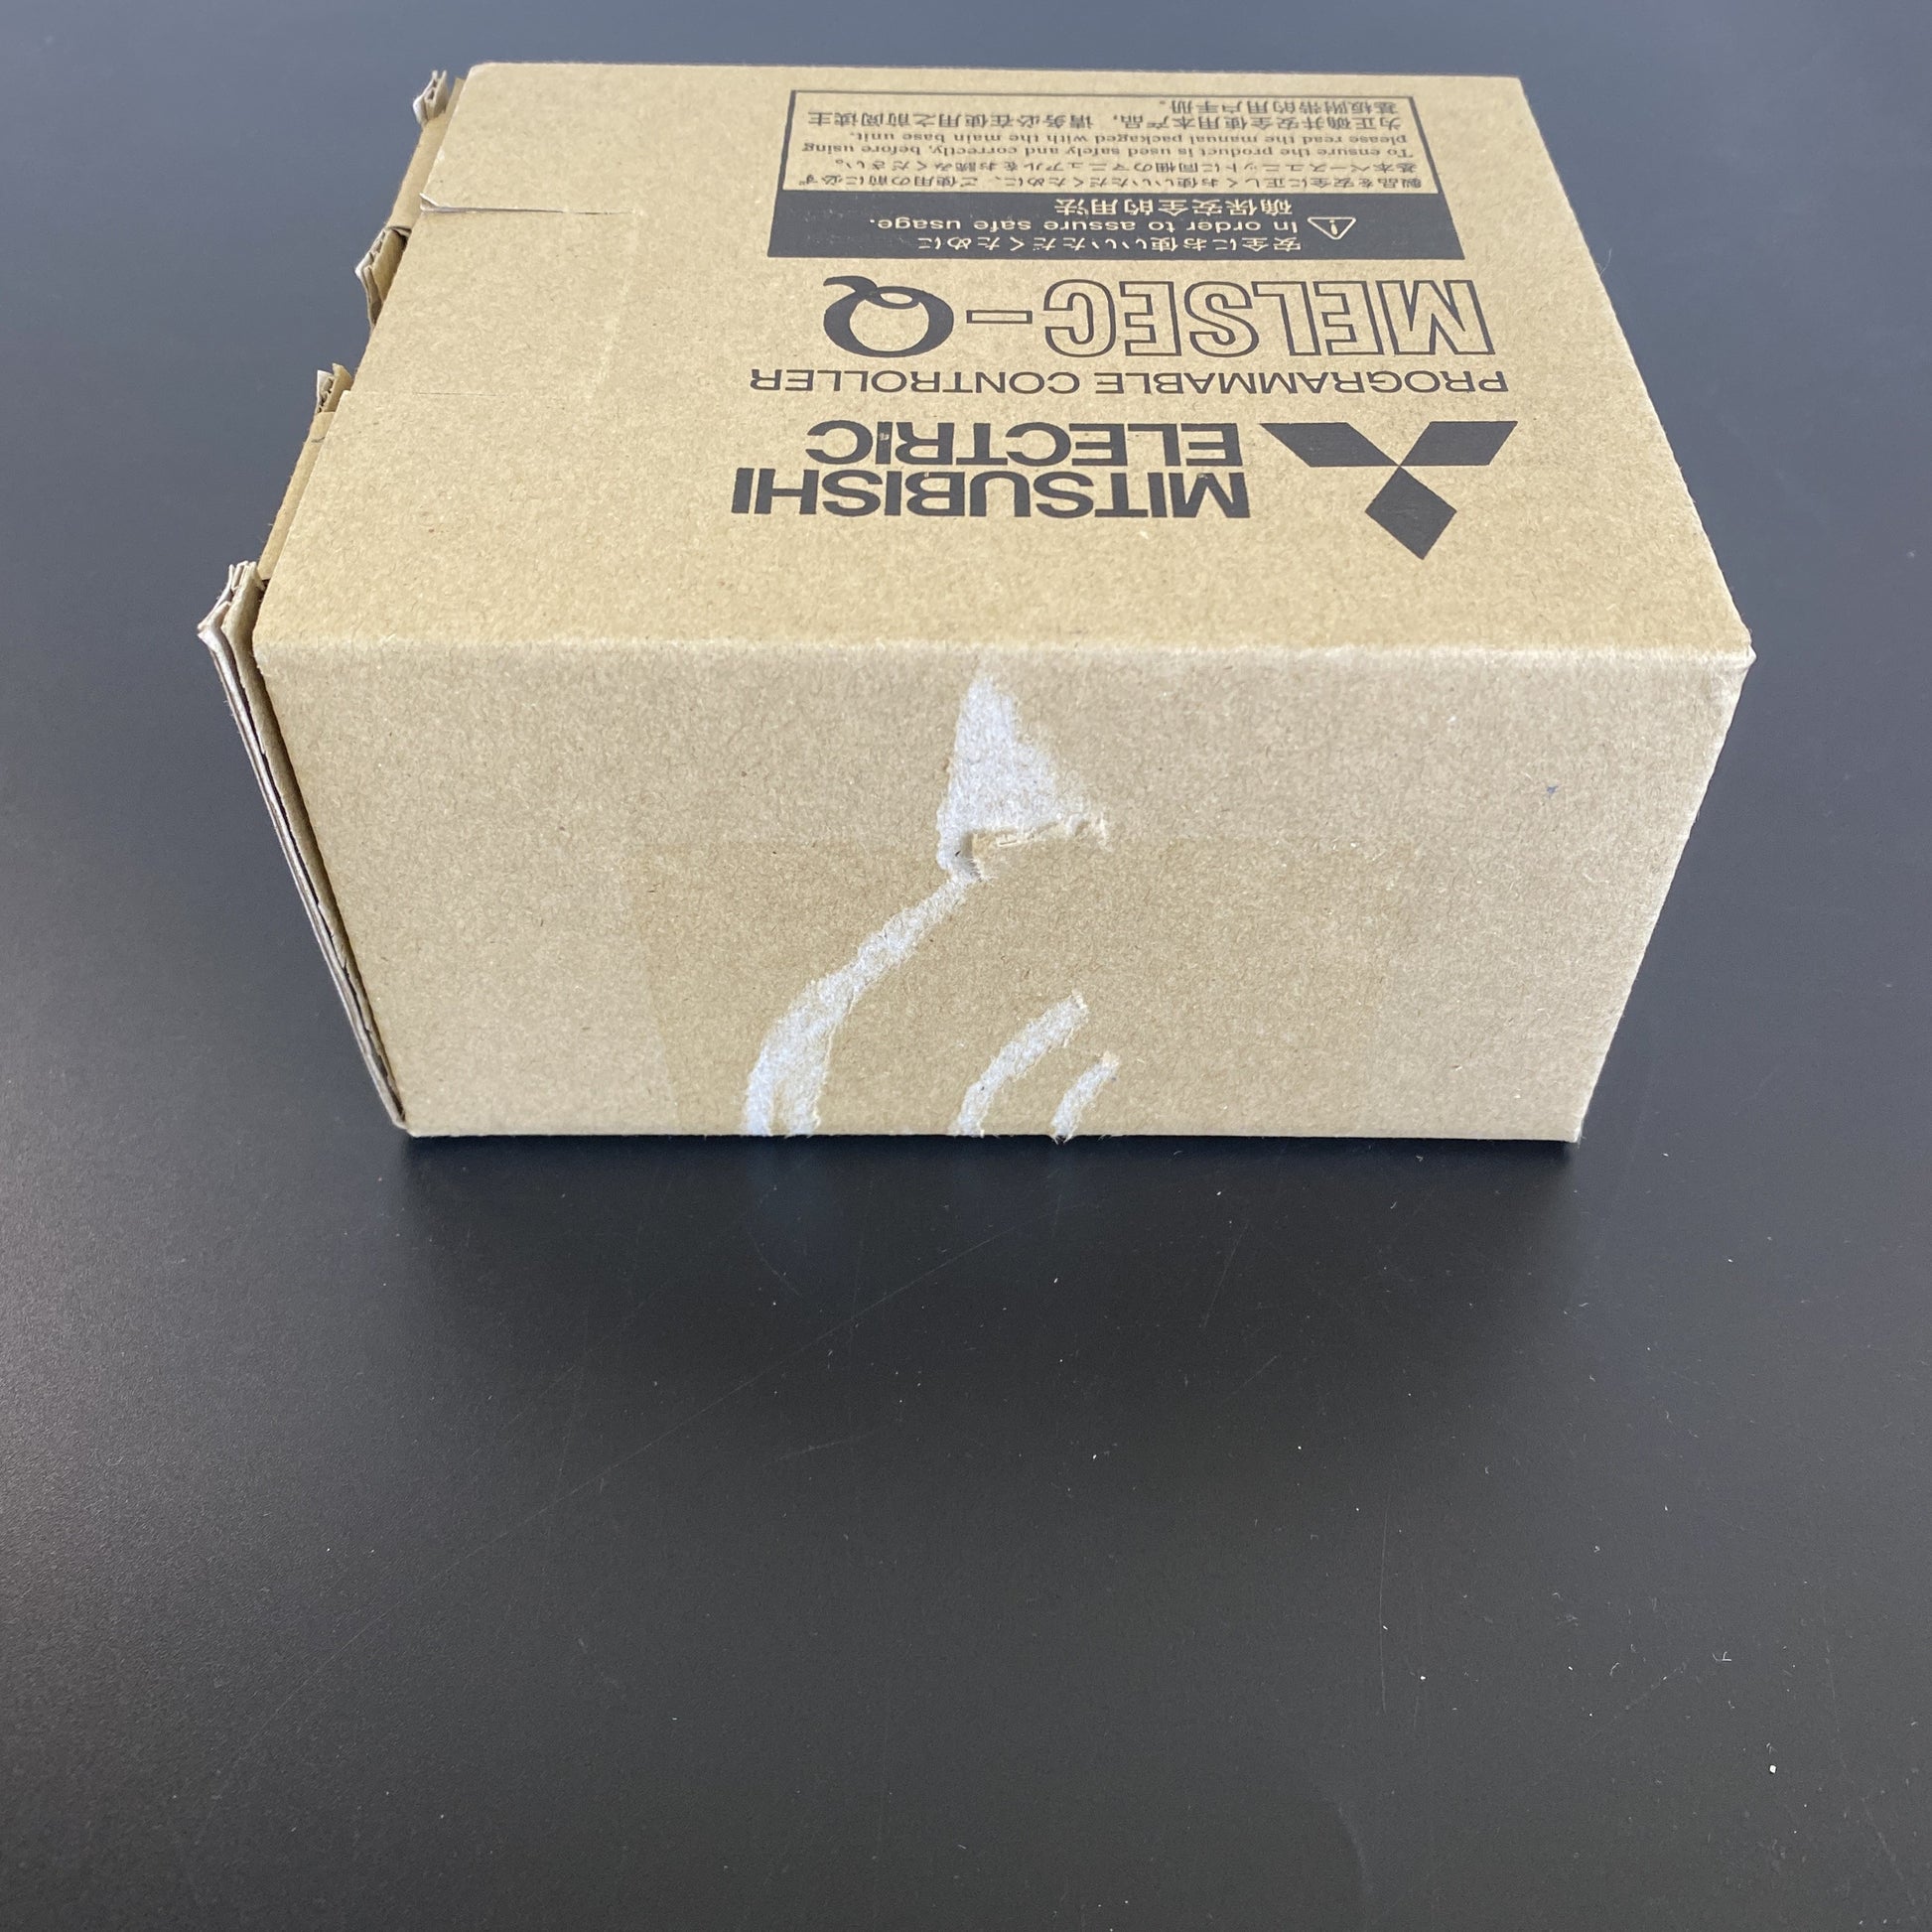 MITSUBISHI
ELECTRIC
PROGRAMMABLE CONTROLLER
MELSEC-Q
安全にお使いいただくために
In order to assure safe usage.
确保安全的用法
製品を安全に正しくお使いいただくために、ご使用の前に必ず
基本ベースユニットに同梱のマニュアルをお読みください。
To ensure the product is used safely and correctly, before using
please read the manual packaged with the main base unit.
为正确并安全使用本产品，请务必在使用之前阅读主
基板附带的用户手册。